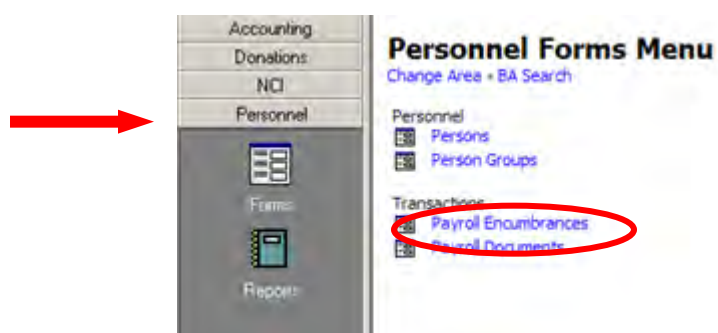 Accounting
Donations
NCI
Personnel
Forms
Reports
Personnel Forms Menu
Change Area • BA Search
Personnel
Persons
Person Groups
Transactions
Payroll Encumbrances
Payroll Documents